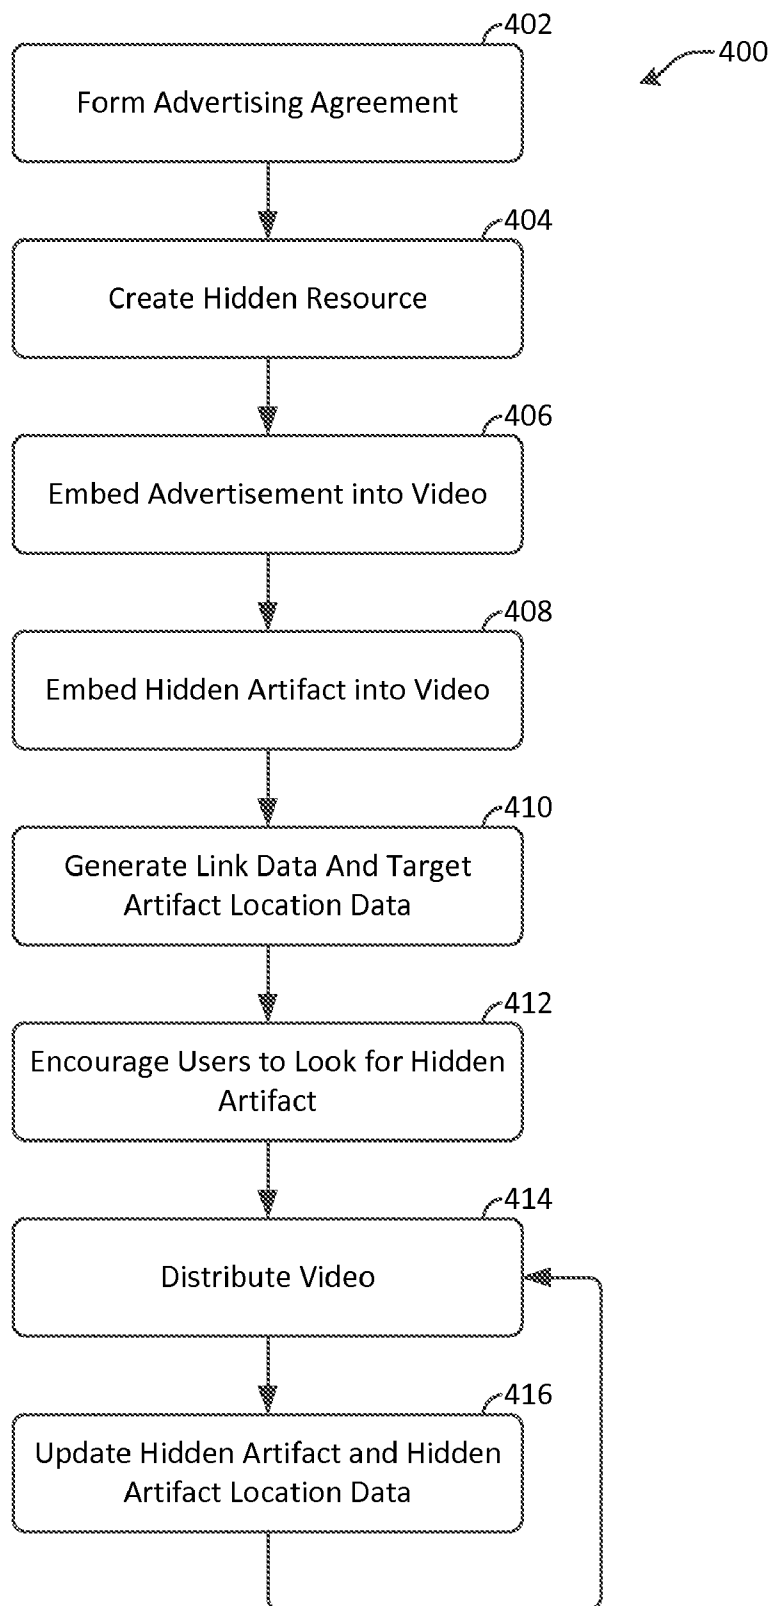 402
400
Form Advertising Agreement
404
Create Hidden Resource
406
Embed Advertisement into Video
408
Embed Hidden Artifact into Video
410
Generate Link Data And Target
Artifact Location Data
412
Encourage Users to Look for Hidden
Artifact
414
Distribute Video
416
Update Hidden Artifact and Hidden
Artifact Location Data